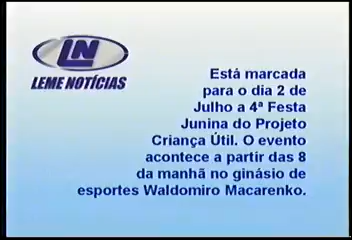 LN
LEME NOTÍCIAS
Está marcada
para o dia 2 de
Julho a 4ª Festa
Junina do Projeto
Criança Útil. O evento
acontece a partir das 8
da manhã no ginásio de
esportes Waldomiro Macarenko.